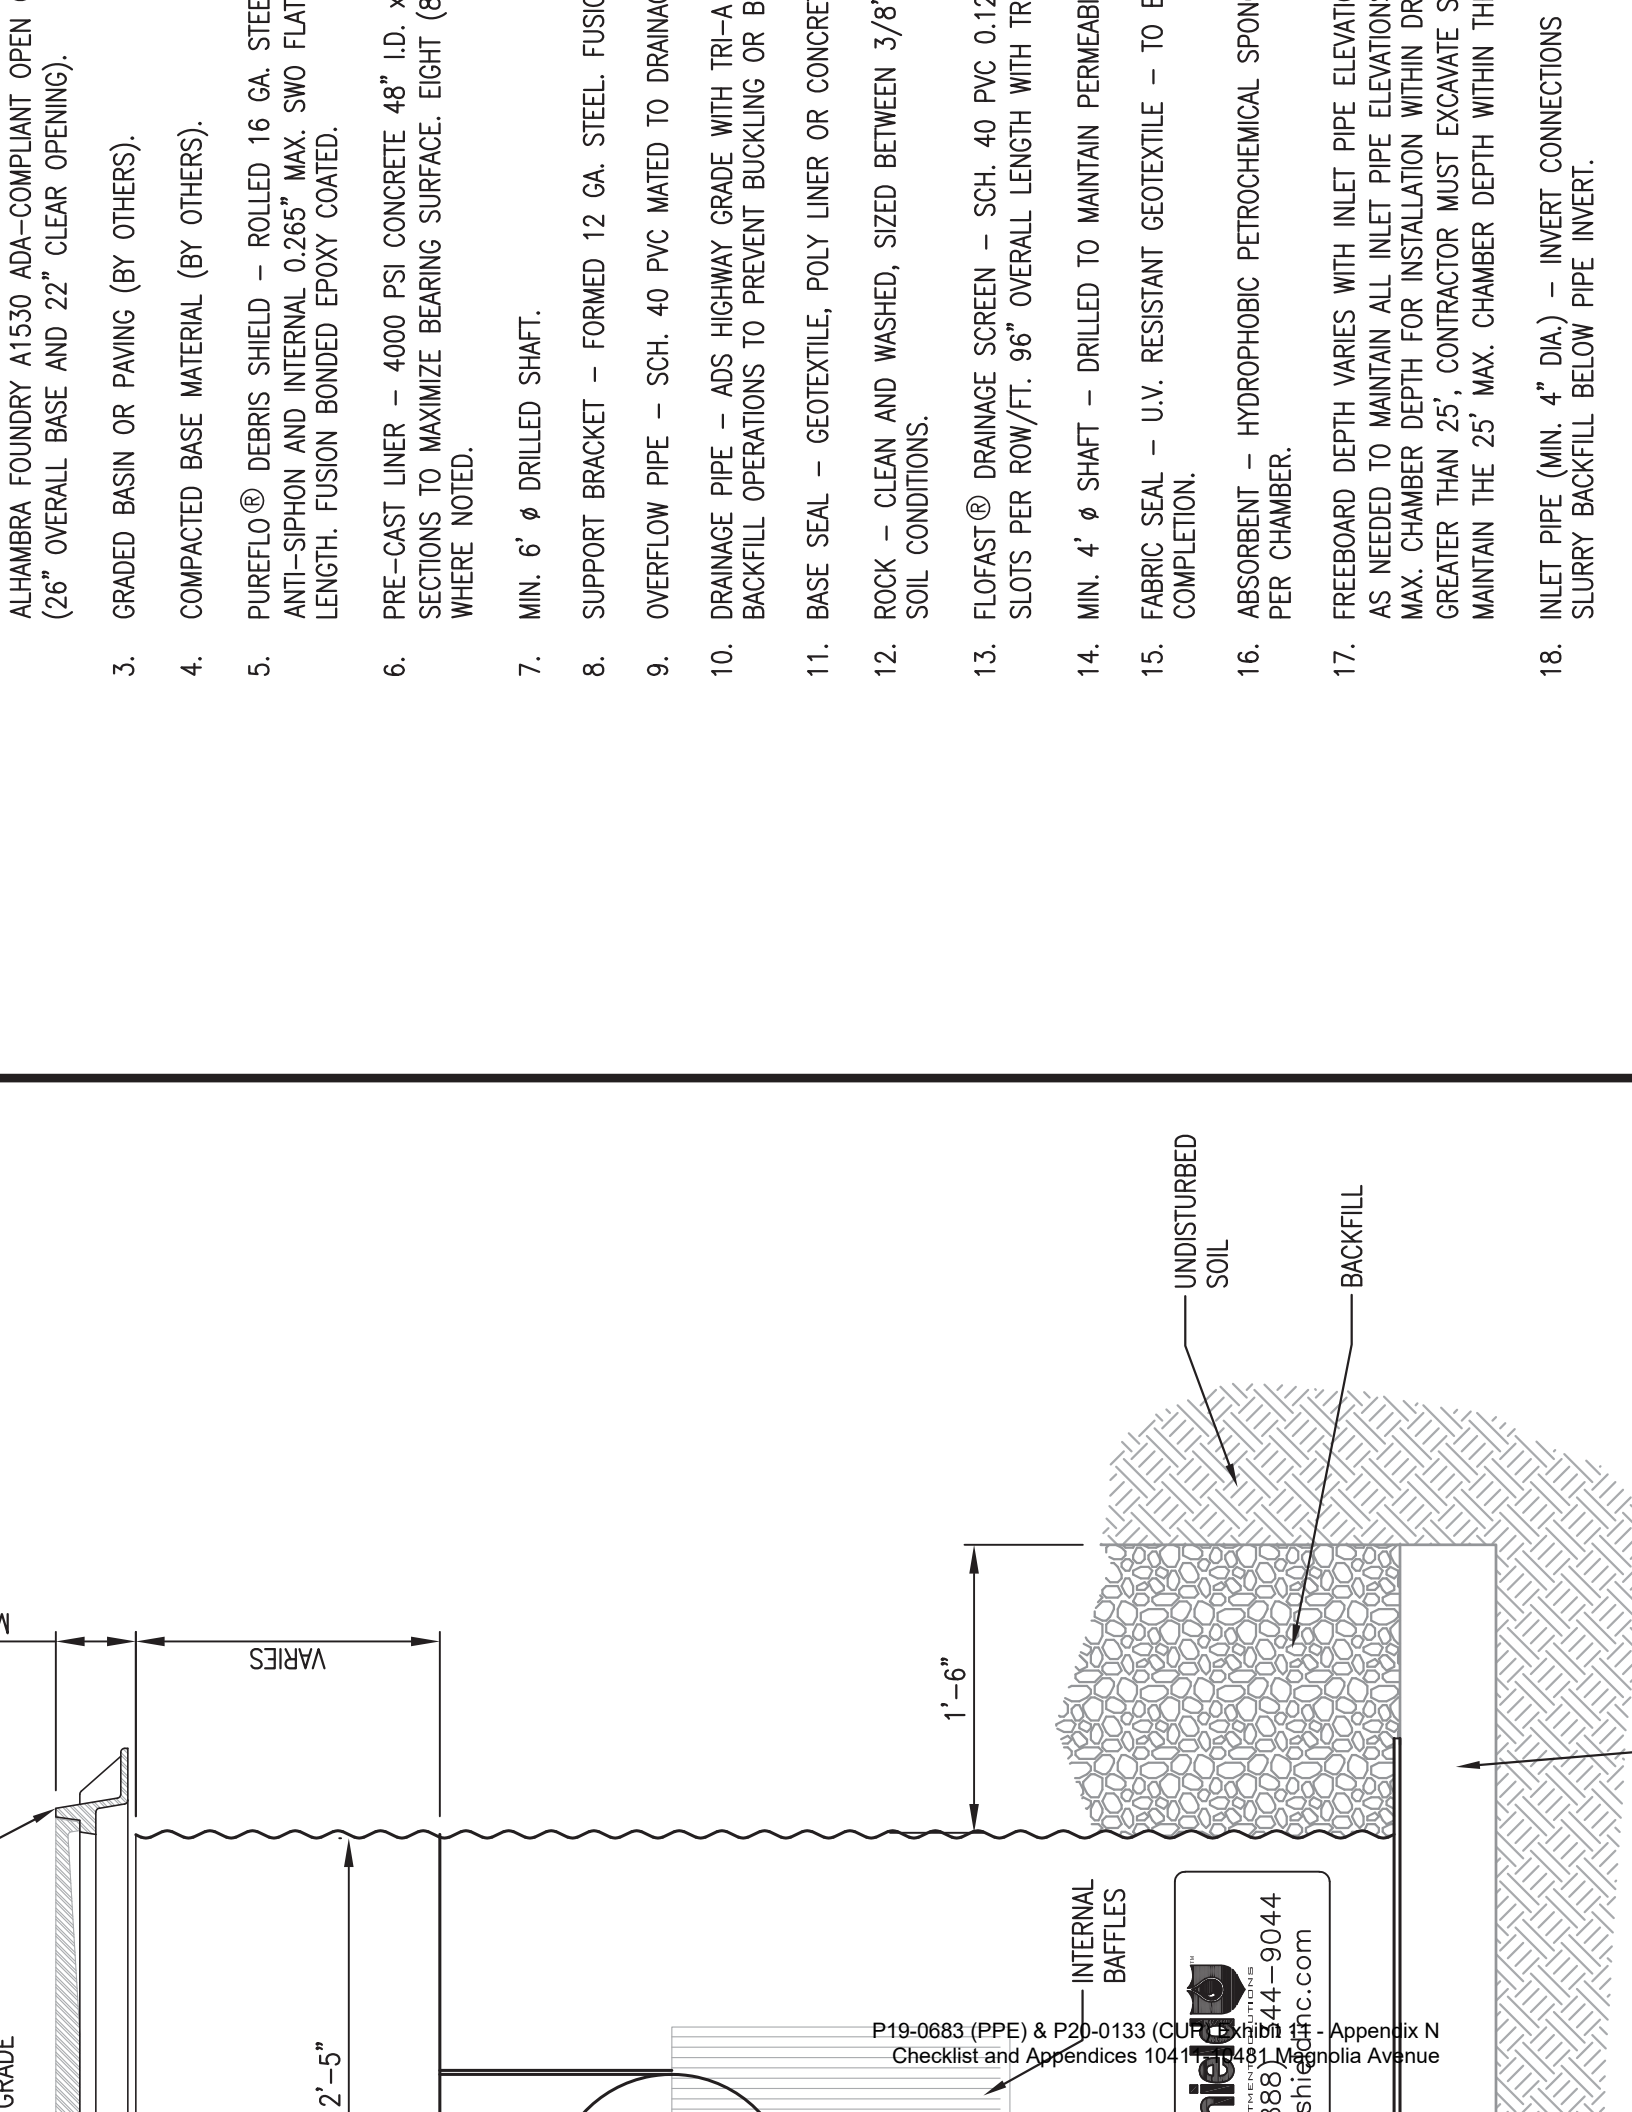 ALHAMBRA FOUNDRY A1530 ADA-COMPLIANT OPEN
(26" OVERALL BASE AND 22" CLEAR OPENING).
3. GRADED BASIN OR PAVING (BY OTHERS).
4. COMPACTED BASE MATERIAL (BY OTHERS).
5. PUREFLO® DEBRIS SHIELD – ROLLED 16 GA. STEE
ANTI–SIPHON AND INTERNAL 0.265" MAX. SWO FLAT
LENGTH. FUSION BONDED EPOXY COATED.
6. PRE–CAST LINER – 4000 PSI CONCRETE 48" I.D. x
SECTIONS TO MAXIMIZE BEARING SURFACE. EIGHT (8
WHERE NOTED.
7. MIN. 6' ø DRILLED SHAFT.
8. SUPPORT BRACKET – FORMED 12 GA. STEEL. FUSIO
9. OVERFLOW PIPE – SCH. 40 PVC MATED TO DRAINAG
10. DRAINAGE PIPE – ADS HIGHWAY GRADE WITH TRI–A
BACKFILL OPERATIONS TO PREVENT BUCKLING OR B
11. BASE SEAL – GEOTEXTILE, POLY LINER OR CONCRET
12. ROCK – CLEAN AND WASHED, SIZED BETWEEN 3/8"
SOIL CONDITIONS.
13. FLOFAST® DRAINAGE SCREEN – SCH. 40 PVC 0.12
SLOTS PER ROW/FT. 96" OVERALL LENGTH WITH TR
14. MIN. 4' ø SHAFT – DRILLED TO MAINTAIN PERMEABI
15. FABRIC SEAL – U.V. RESISTANT GEOTEXTILE – TO B
COMPLETION.
16. ABSORBENT – HYDROPHOBIC PETROCHEMICAL SPON
PER CHAMBER.
17. FREEBOARD DEPTH VARIES WITH INLET PIPE ELEVATIO
AS NEEDED TO MAINTAIN ALL INLET PIPE ELEVATIONS
MAX. CHAMBER DEPTH FOR INSTALLATION WITHIN DR
GREATER THAN 25', CONTRACTOR MUST EXCAVATE S
MAINTAIN THE 25' MAX. CHAMBER DEPTH WITHIN TH
18. INLET PIPE (MIN. 4" DIA.) – INVERT CONNECTIONS
SLURRY BACKFILL BELOW PIPE INVERT.
UNDISTURBED
SOIL
BACKFILL
VARIES
1'–6"
2'–5"
GRADE
INTERNAL
BAFFLES
hield™
TMENT SOLUTIONS
888) 344–9044
shieldinc.com
P19-0683 (PPE) & P20-0133 (CUP) Exhibit 11 - Appendix N
Checklist and Appendices 10411-10481 Magnolia Avenue